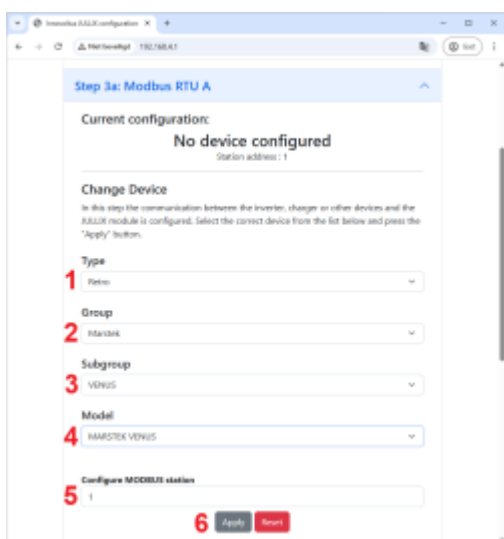 Innovoltus JULIX configuration
Niet beveiligd 192.168.4.1
Step 3a: Modbus RTU A
Current configuration:
No device configured
Station address : 1
Change Device
In this step the communication between the inverter, charger or other devices and the
module is configured. Select the correct device from the list below and press the
"Apply" button.
Type
1 Retro
Group
2 Marstek
Subgroup
3 VENUS
Model
4 MARSTEK VENUS
Configure MODBUS station
5 1
6 Apply Reset